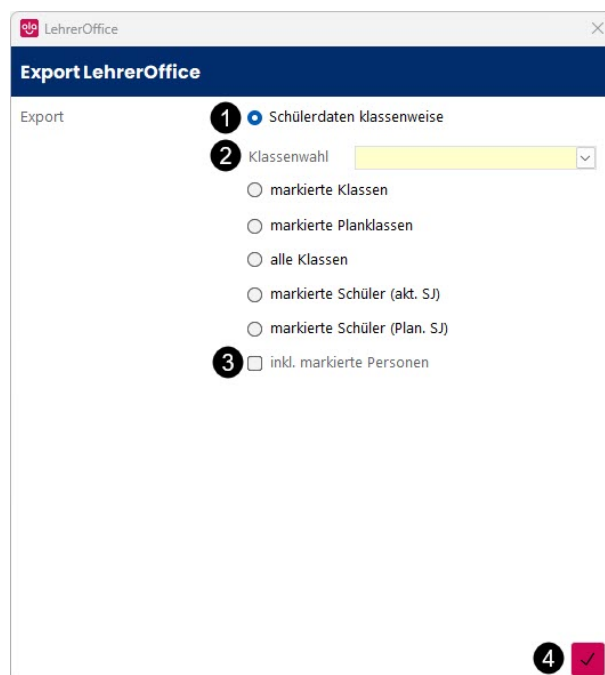 olo LehrerOffice
Export LehrerOffice
Export
1 Schülerdaten klassenweise
2 Klassenwahl
markierte Klassen
markierte Planklassen
alle Klassen
markierte Schüler (akt. SJ)
markierte Schüler (Plan. SJ)
3 inkl. markierte Personen
4